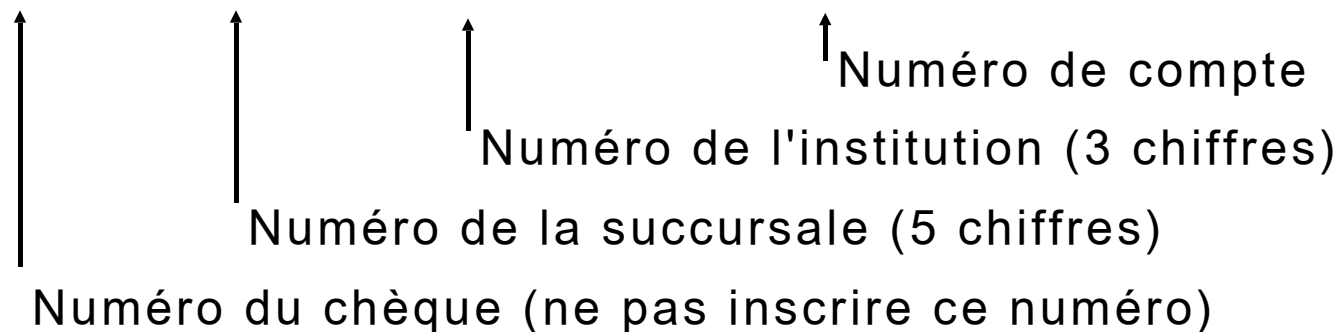 Numéro de compte
Numéro de l'institution (3 chiffres)
Numéro de la succursale (5 chiffres)
Numéro du chèque (ne pas inscrire ce numéro)